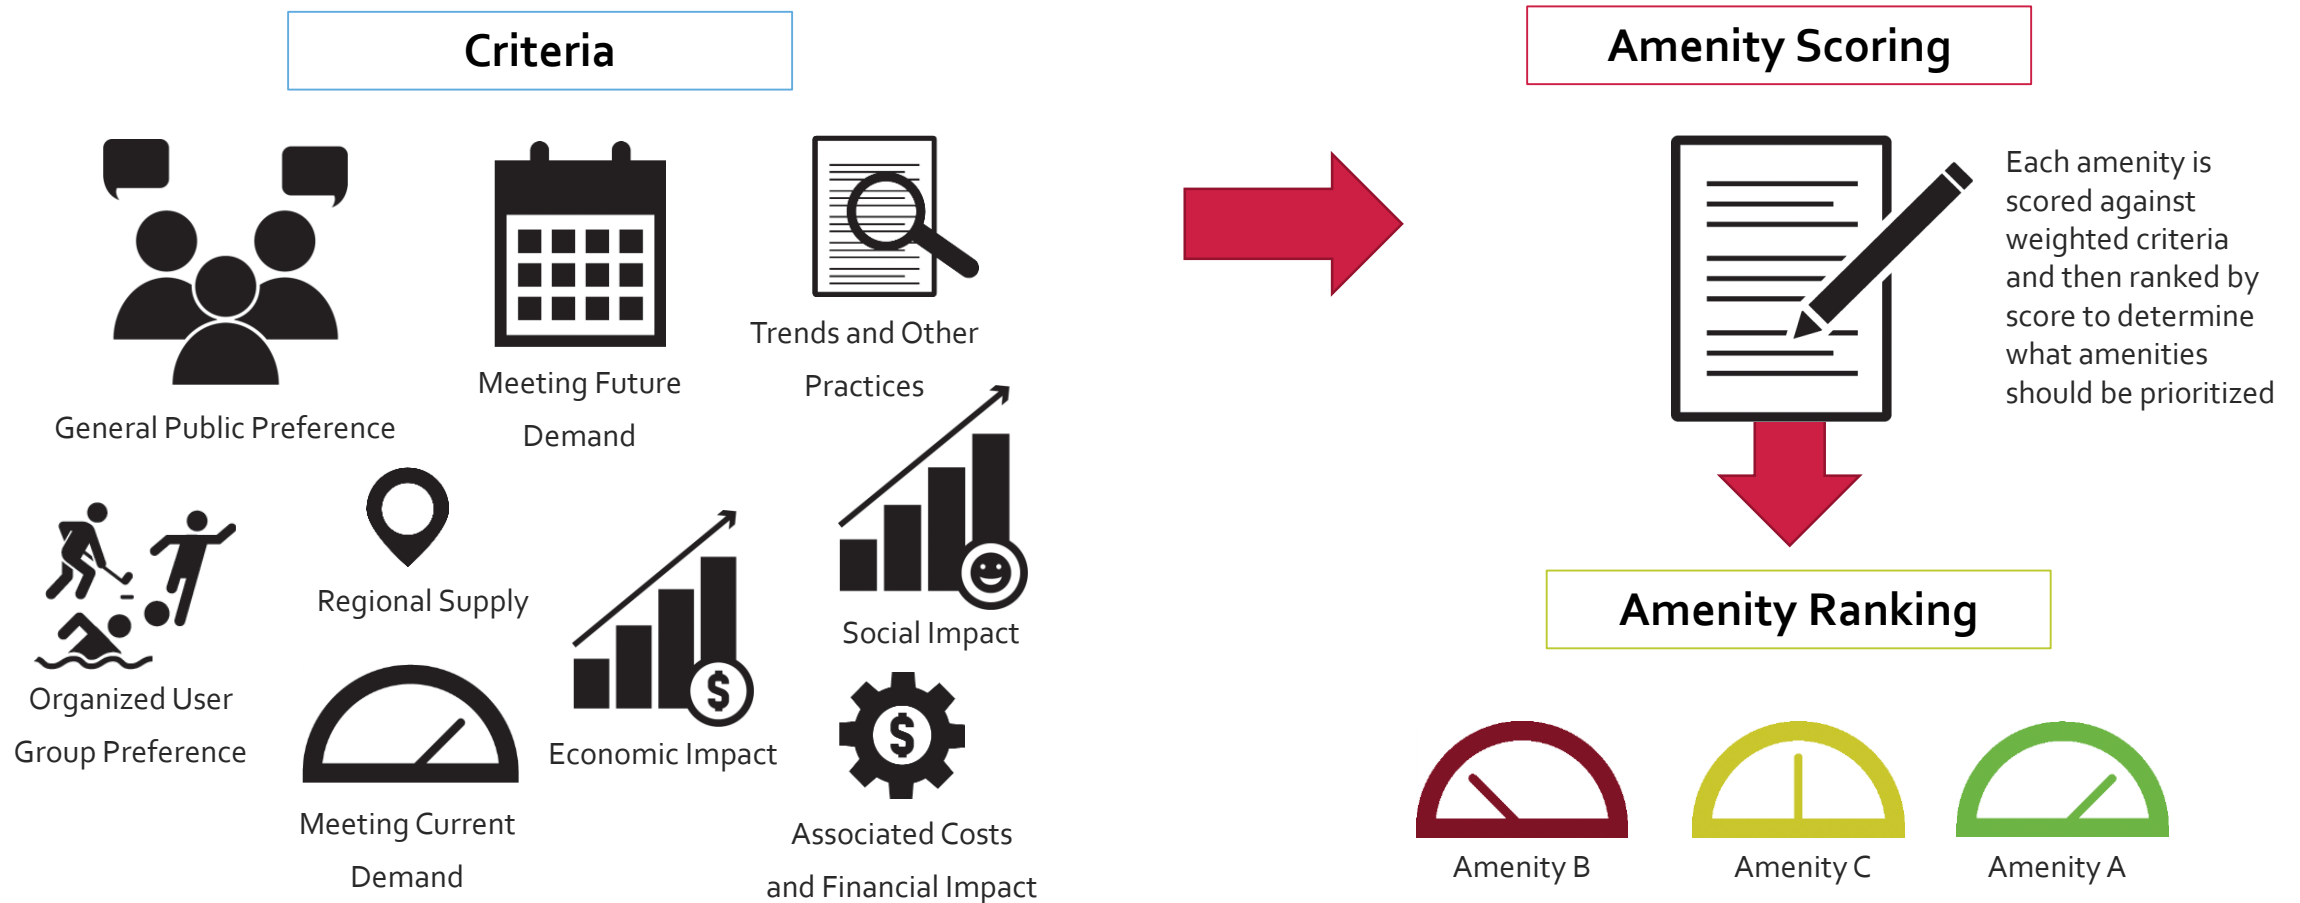 Criteria
General Public Preference
Meeting Future
Demand
Trends and Other
Practices
Organized User
Group Preference
Regional Supply
Meeting Current
Demand
$
Economic Impact
Social Impact
$
Associated Costs
and Financial Impact
Amenity Scoring
Each amenity is
scored against
weighted criteria
and then ranked by
score to determine
what amenities
should be prioritized
Amenity Ranking
Amenity B
Amenity C
Amenity A